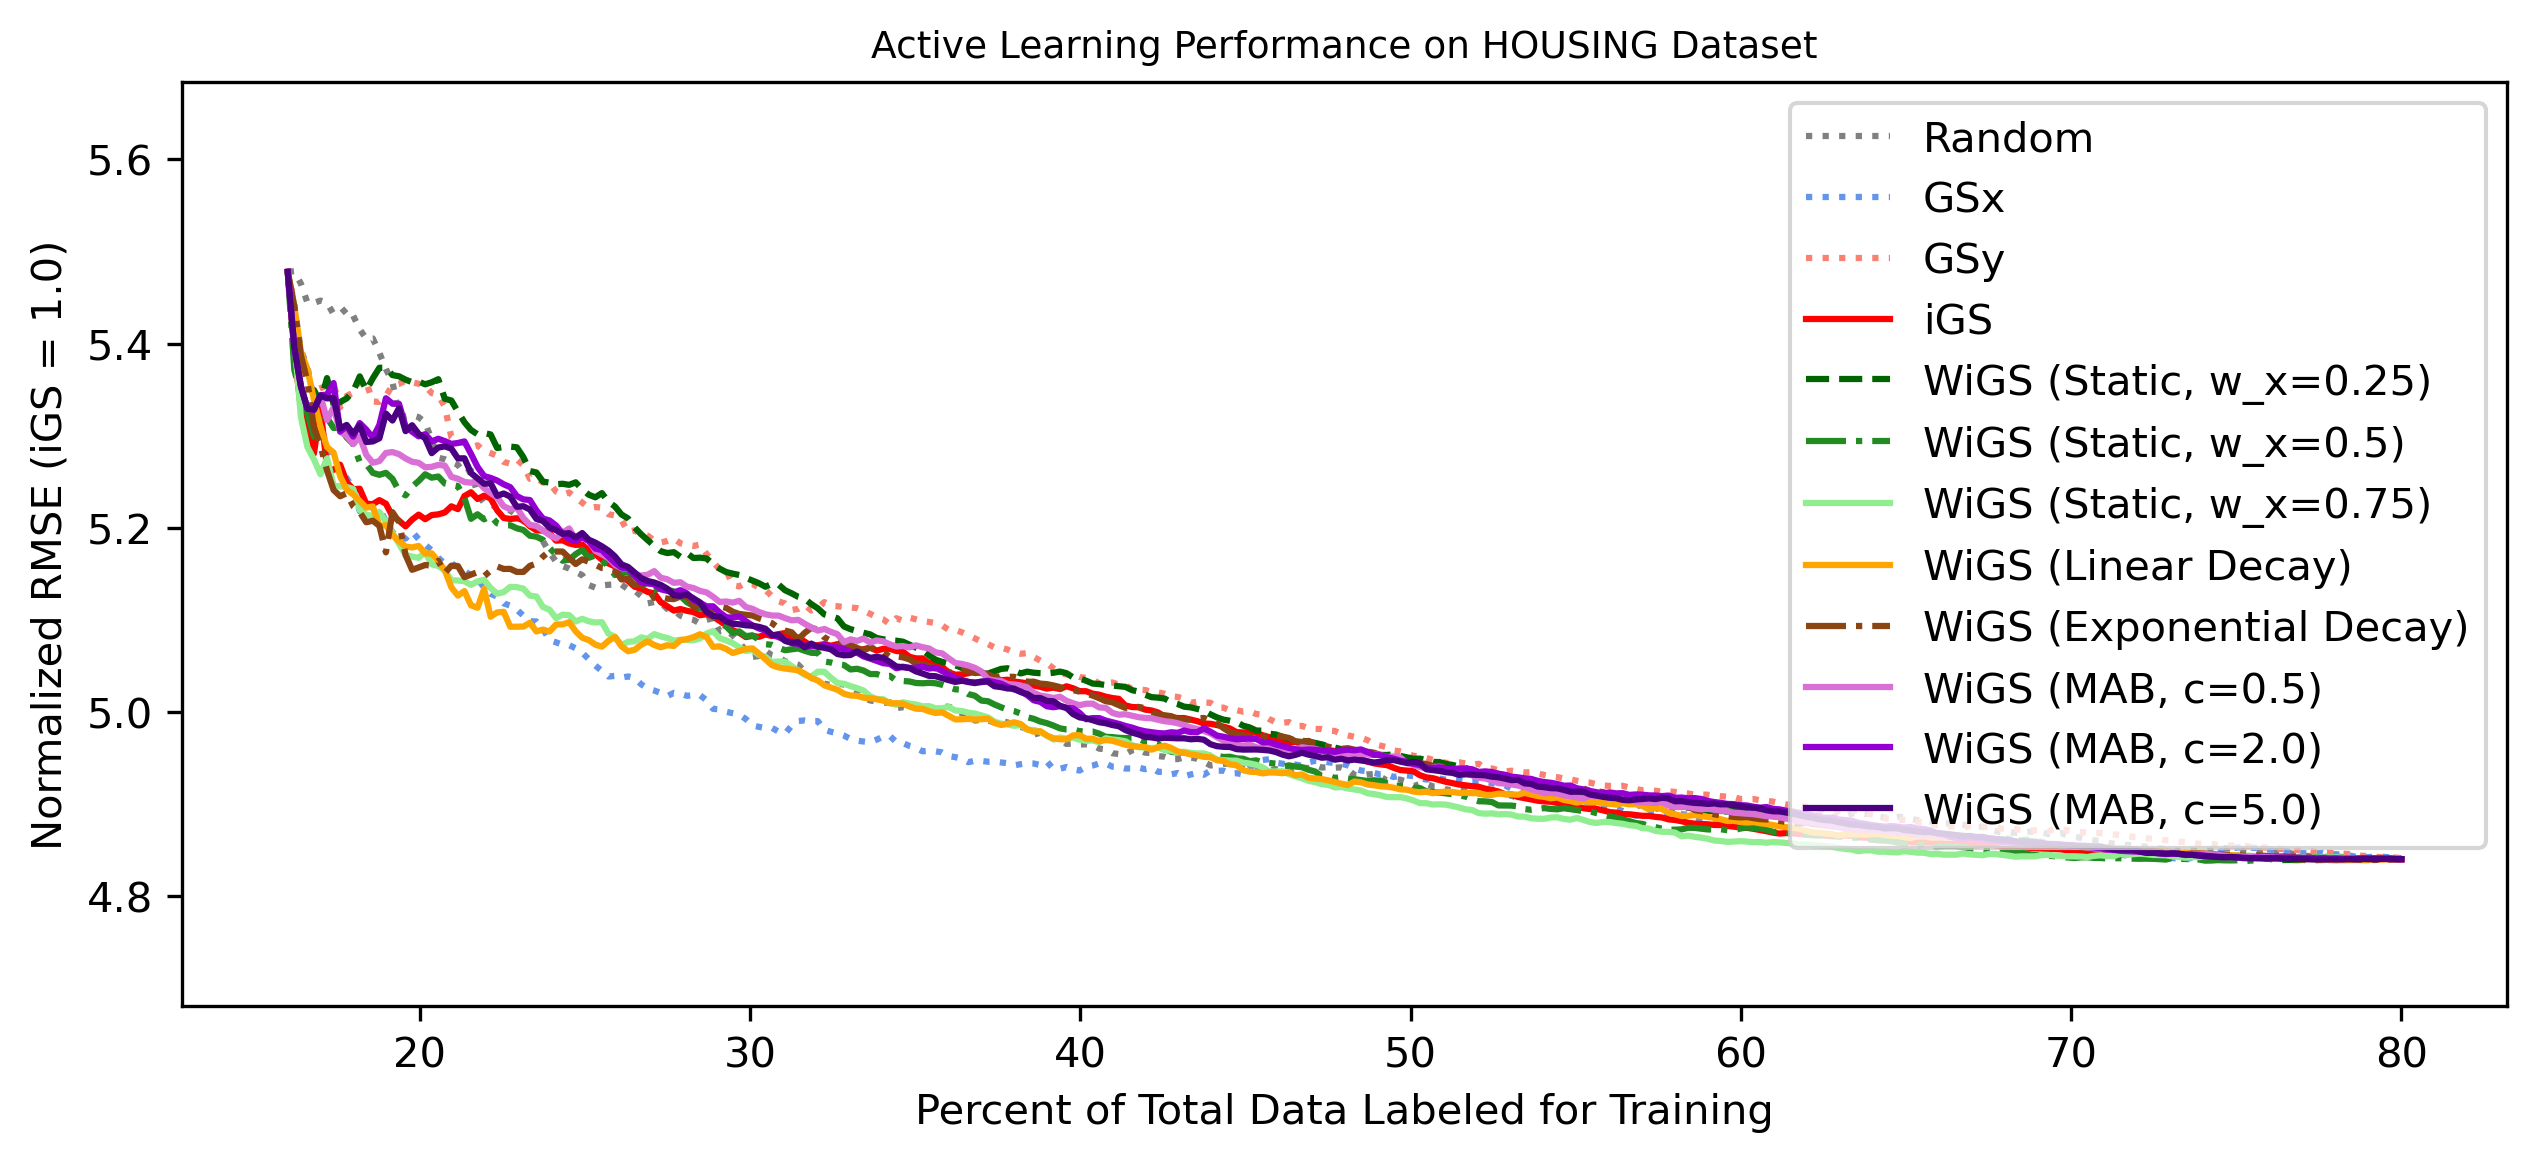 Active Learning Performance on HOUSING Dataset
Normalized RMSE (iGS = 1.0)
5.6
5.4
5.2
5.0
4.8
Random
GSx
GSy
iGS
WiGS (Static, w_x=0.25)
WiGS (Static, w_x=0.5)
WiGS (Static, w_x=0.75)
WiGS (Linear Decay)
WiGS (Exponential Decay)
WiGS (MAB, c=0.5)
WiGS (MAB, c=2.0)
WiGS (MAB, c=5.0)
20 30 40 50 60 70 80
Percent of Total Data Labeled for Training